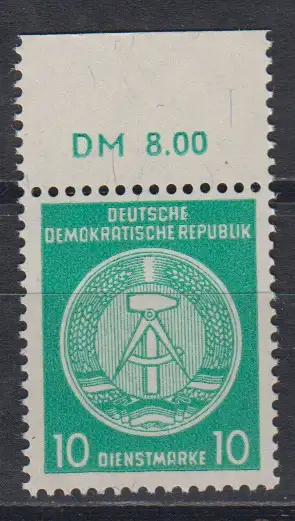 DM 8.00
DEUTSCHE
DEMOKRATISCHE REPUBLIK
10 DIENSTMARKE 10